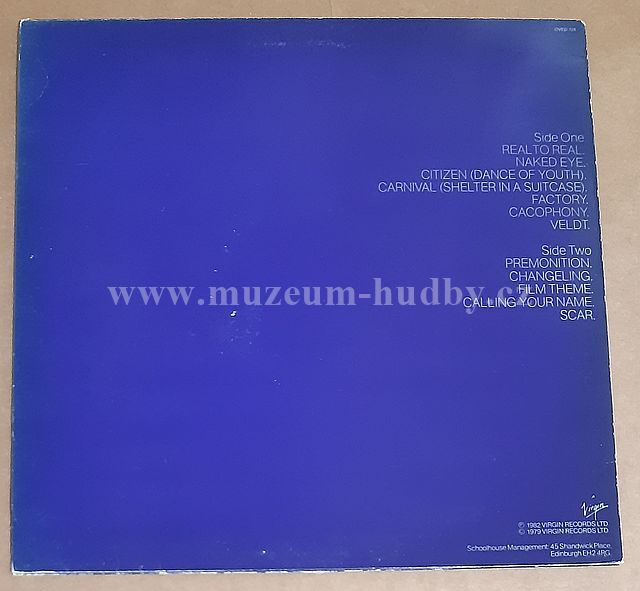 Side One
REAL TO REAL.
NAKED EYE.
CITIZEN (DANCE OF YOUTH).
CARNIVAL (SHELTER IN A SUITCASE).
FACTORY.
CACOPHONY.
VELDT.
Side Two
PREMONITION.
CHANGELING.
www.muzeum-hudby.cz
FILM THEME.
CALLING YOUR NAME.
SCAR.
Virgin
℗ 1982 VIRGIN RECORDS LTD
© 1979 VIRGIN RECORDS LTD
Schoolhouse Management: 45 Shandwick Place,
Edinburgh EH2 4RG.